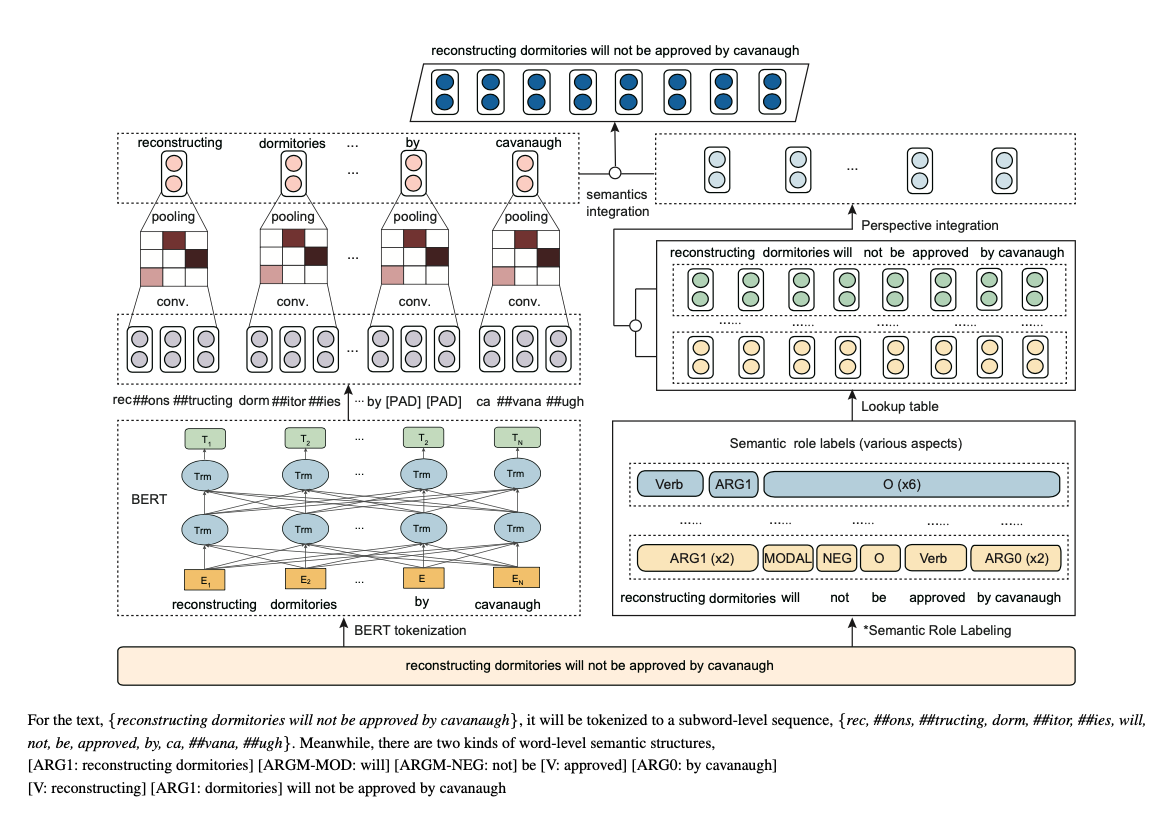 reconstructing dormitories will not be approved by cavanaugh
reconstructing dormitories ... by cavanaugh
...
...
semantics
integration
Perspective integration
pooling pooling pooling pooling
...
conv. conv. conv. conv.
reconstructing dormitories will not be approved by cavanaugh
......  ......  ......  ......  ......
...
rec ##ons ##tructing dorm ##itor ##ies ... by [PAD] [PAD] ca ##vana ##ugh
Lookup table
BERT
T1 T2 ... T2 TN
Trm Trm ... Trm Trm
Trm Trm ... Trm Trm
E1 E2 ... E EN
reconstructing dormitories by cavanaugh
Semantic role labels (various aspects)
Verb ARG1 O (x6)
......  ......  ......  ......  ......
ARG1 (x2) MODAL NEG O Verb ARG0 (x2)
reconstructing dormitories will not be approved by cavanaugh
BERT tokenization
*Semantic Role Labeling
reconstructing dormitories will not be approved by cavanaugh
For the text, {reconstructing dormitories will not be approved by cavanaugh}, it will be tokenized to a subword-level sequence, {rec, ##ons, ##tructing, dorm, ##itor, ##ies, will,
not, be, approved, by, ca, ##vana, ##ugh}. Meanwhile, there are two kinds of word-level semantic structures,
[ARG1: reconstructing dormitories] [ARGM-MOD: will] [ARGM-NEG: not] be [V: approved] [ARG0: by cavanaugh]
[V: reconstructing] [ARG1: dormitories] will not be approved by cavanaugh